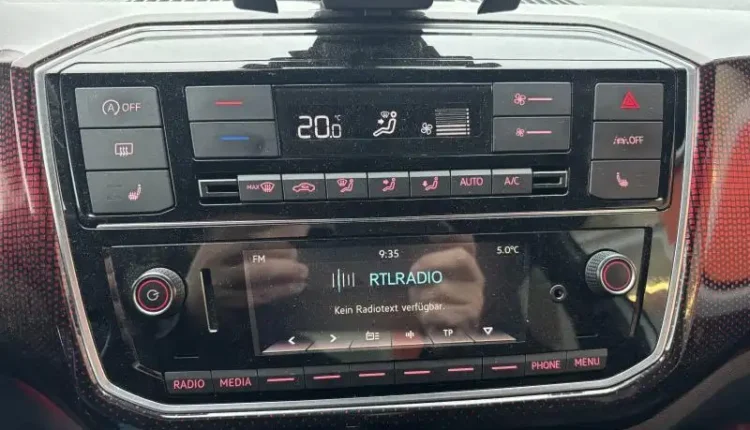 A OFF
20.0 °C
OFF
MAX
AUTO
A/C
FM
9:35
5.0°C
RTLRADIO
Kein Radiotext verfügbar.
TP
RADIO
MEDIA
PHONE
MENU